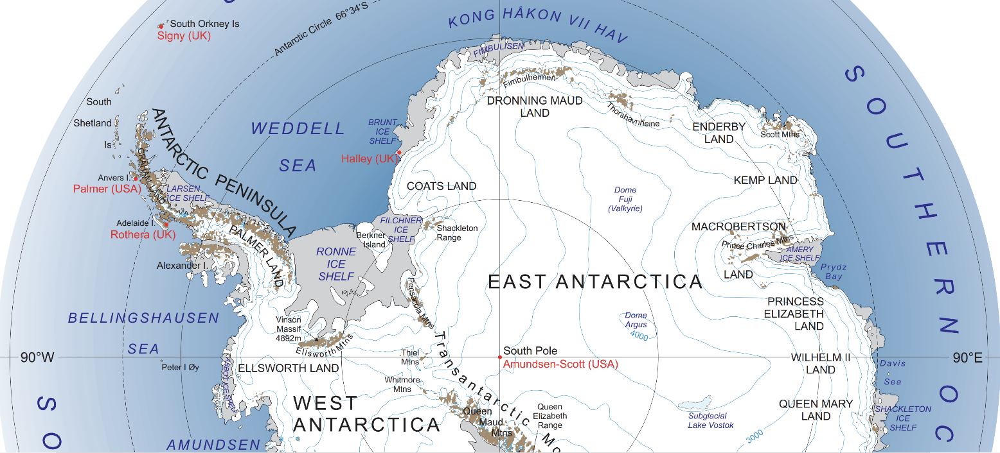 KONG HÅKON VII HAV
Antarctic Circle 66°34'S
South Orkney Is
Signy (UK)
FIMBULISEN
Fimbulheimen
DRONNING MAUD
LAND
Thorshavnheine
ENDERBY
LAND
Scott Mtns
South
Shetland
Is
ANTARCTIC PENINSULA
WEDDELL
SEA
BRUNT
ICE
SHELF
Halley (UK)
COATS LAND
KEMP LAND
GRAHAM LAND
Anvers I.
Palmer (USA)
LARSEN
ICE SHELF
Adelaide I.
Rothera (UK)
PALMER LAND
Alexander I.
Dome
Fuji
(Valkyrie)
FILCHNER
ICE
SHELF
Shackleton
Range
Berkner
Island
RONNE
ICE
SHELF
MACROBERTSON
Prince Charles Mtns
LAND
AMERY
ICE SHELF
Prydz
Bay
EAST ANTARCTICA
Pensacola Mtns
PRINCESS
ELIZABETH
LAND
BELLINGSHAUSEN
SEA
Vinson
Massif
4892m
Ellsworth Mtns
Dome
Argus
4000
90°W
90°E
South Pole
Amundsen-Scott (USA)
Thiel
Mtns
Whitmore
Mtns
Transantarctic Mo
Peter I Øy
ELLSWORTH LAND
ABBOT ICE SHELF
WILHELM II
LAND
Davis
Sea
WEST
ANTARCTICA
Queen
Maud
Mtns
Queen
Elizabeth
Range
Subglacial
Lake Vostok
QUEEN MARY
LAND
SHACKLETON
ICE
SHELF
3000
AMUNDSEN
SOUTHERN OC
SO